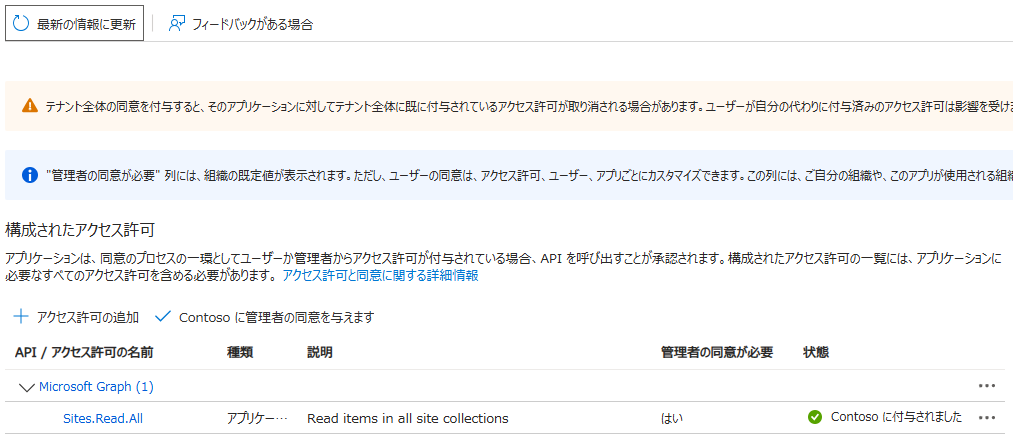 最新の情報に更新 フィードバックがある場合
テナント全体の同意を付与すると、そのアプリケーションに対してテナント全体に既に付与されているアクセス許可が取り消される場合があります。ユーザーが自分の代わりに付与済みのアクセス許可は影響を受け
"管理者の同意が必要" 列には、組織の既定値が表示されます。ただし、ユーザーの同意は、アクセス許可、ユーザー、アプリごとにカスタマイズできます。この列には、ご自分の組織や、このアプリが使用される組
構成されたアクセス許可
アプリケーションは、同意のプロセスの一環としてユーザーか管理者からアクセス許可が付与されている場合、API を呼び出すことが承認されます。構成されたアクセス許可の一覧には、アプリケーションに
必要なすべてのアクセス許可を含める必要があります。 アクセス許可と同意に関する詳細情報
アクセス許可の追加 Contoso に管理者の同意を与えます
API / アクセス許可の名前 種類 説明 管理者の同意が必要 状態
Microsoft Graph (1)
Sites.Read.All アプリケー… Read items in all site collections はい Contoso に付与されました